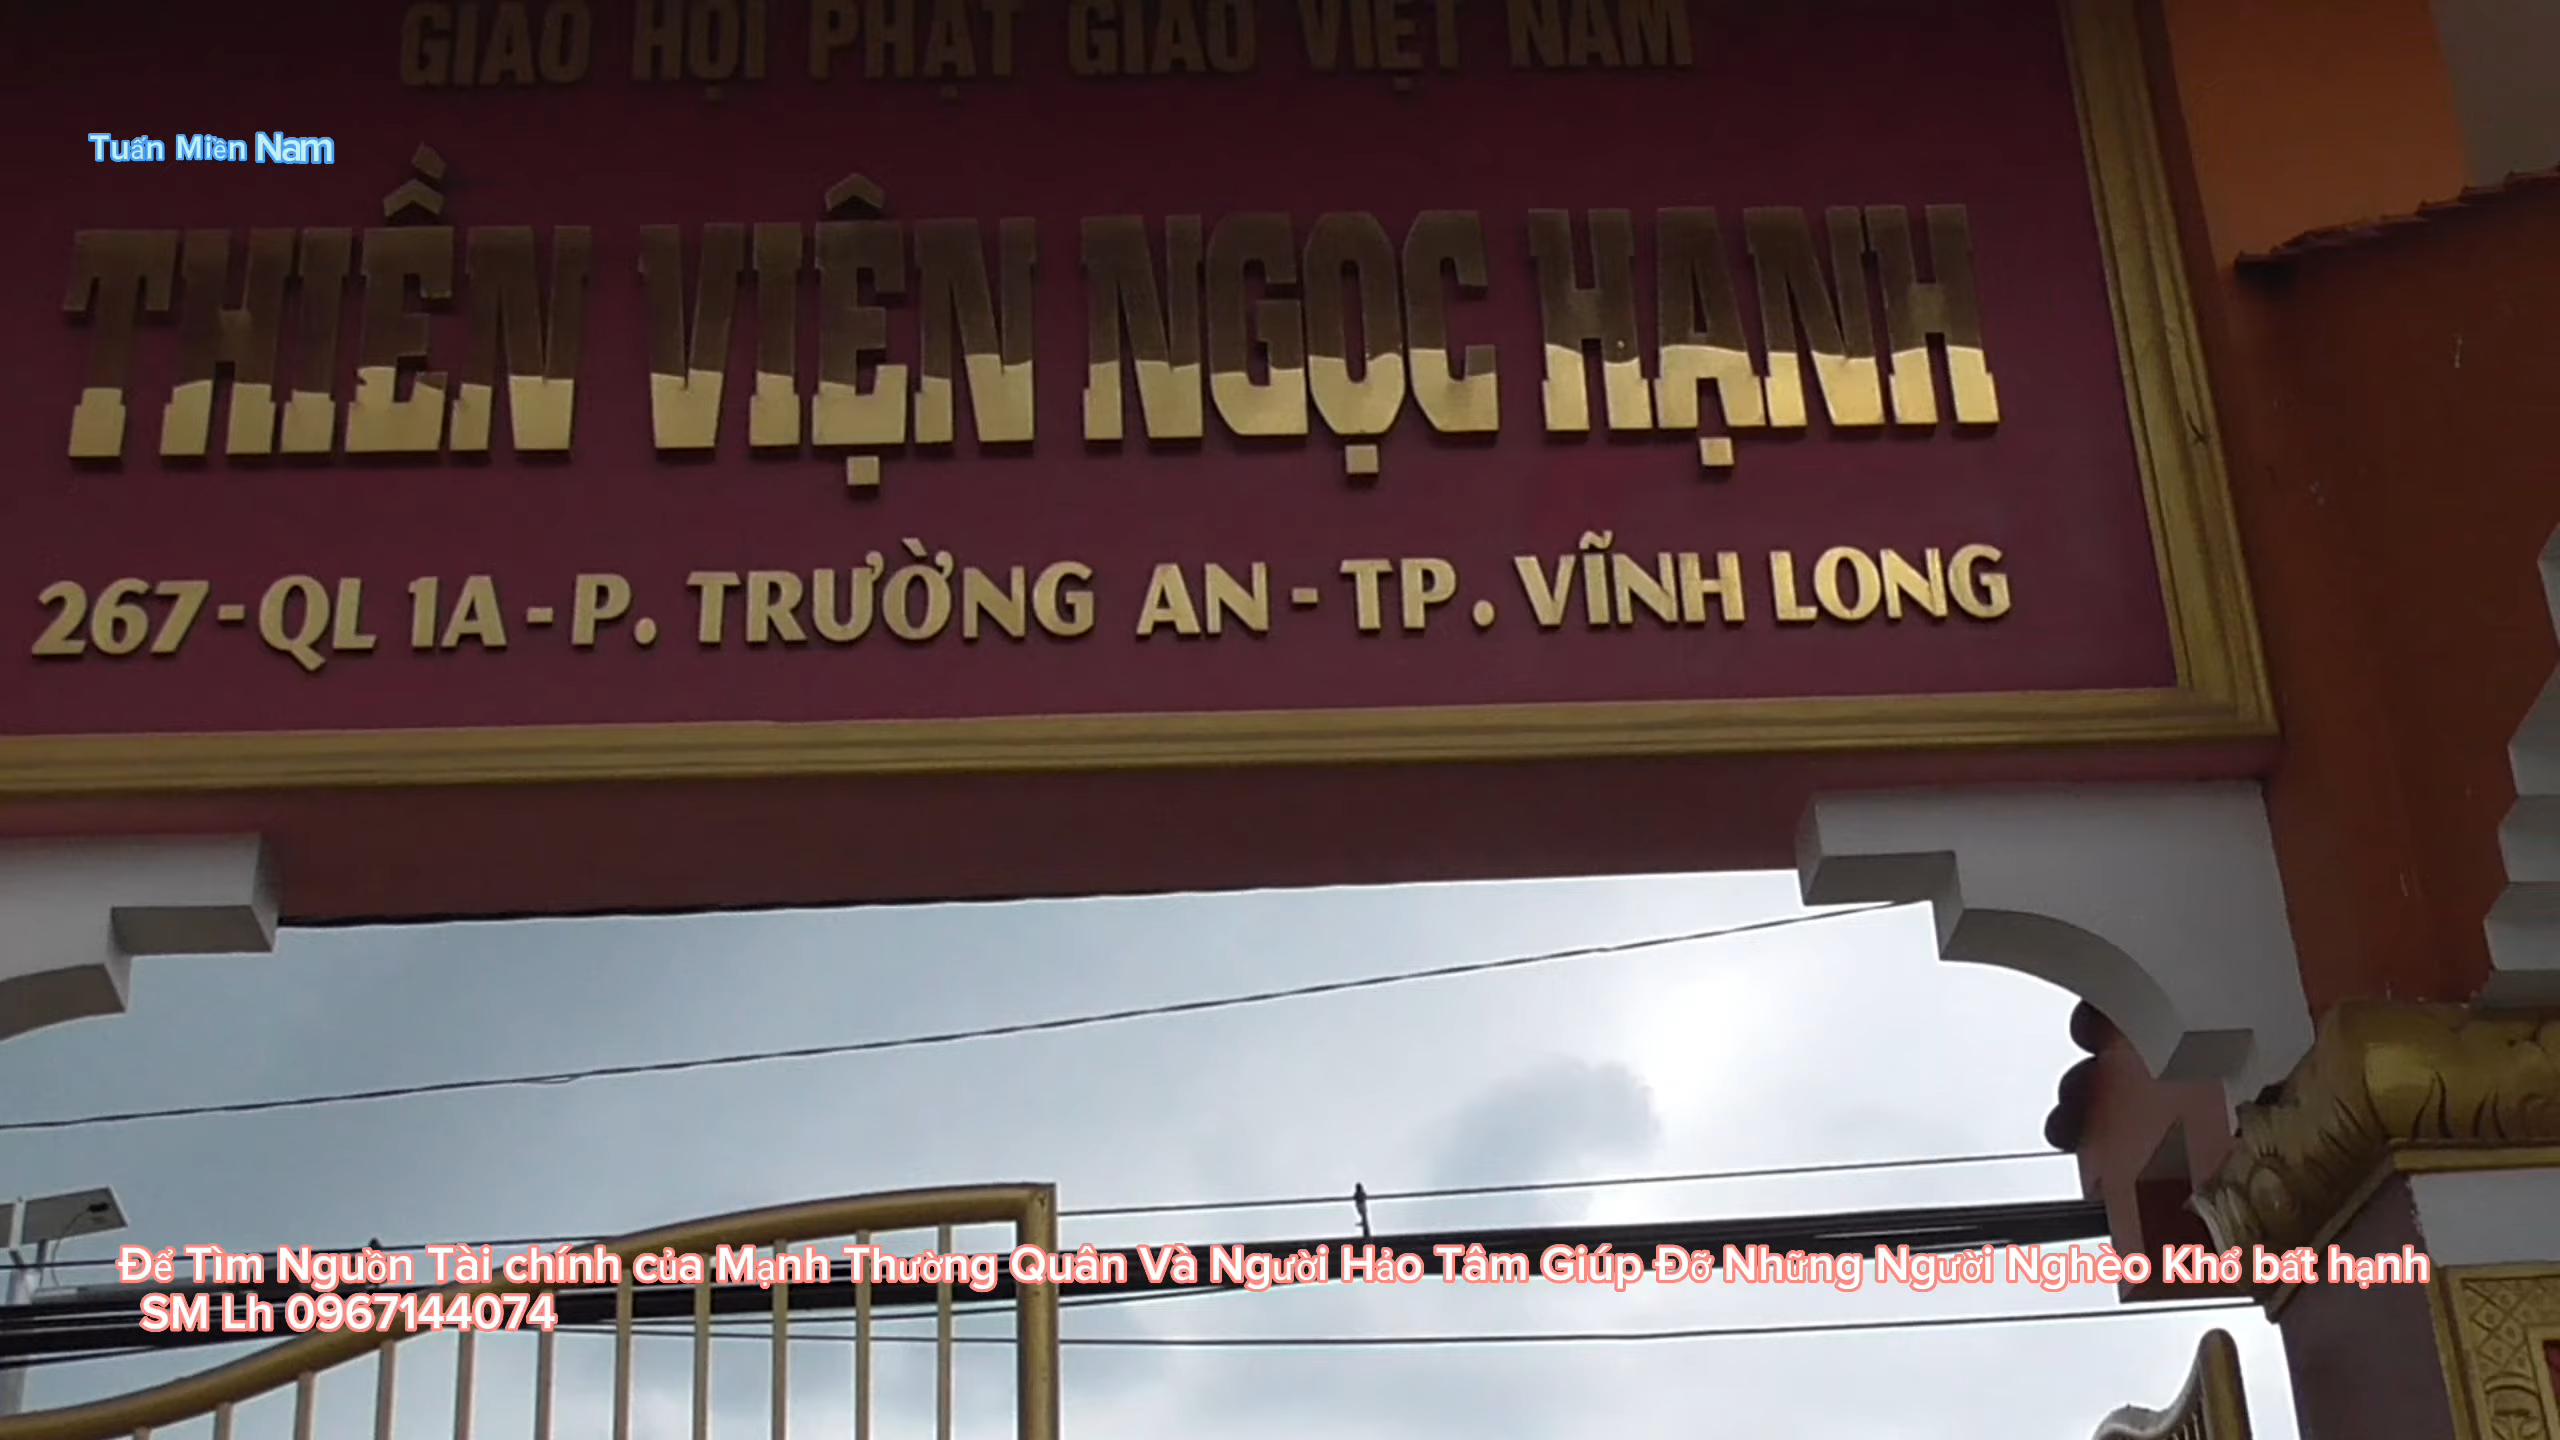 GIÁO HỘI PHẬT GIÁO VIỆT NAM
Tuấn Miền Nam
THIỀN VIỆN NGỌC HẠNH
267-QL 1A-P. TRƯỜNG AN-TP. VĨNH LONG
Để Tìm Nguồn Tài chính của Mạnh Thường Quân Và Người Hảo Tâm Giúp Đỡ Những Người Nghèo Khổ bất hạnh
SM Lh 0967144074